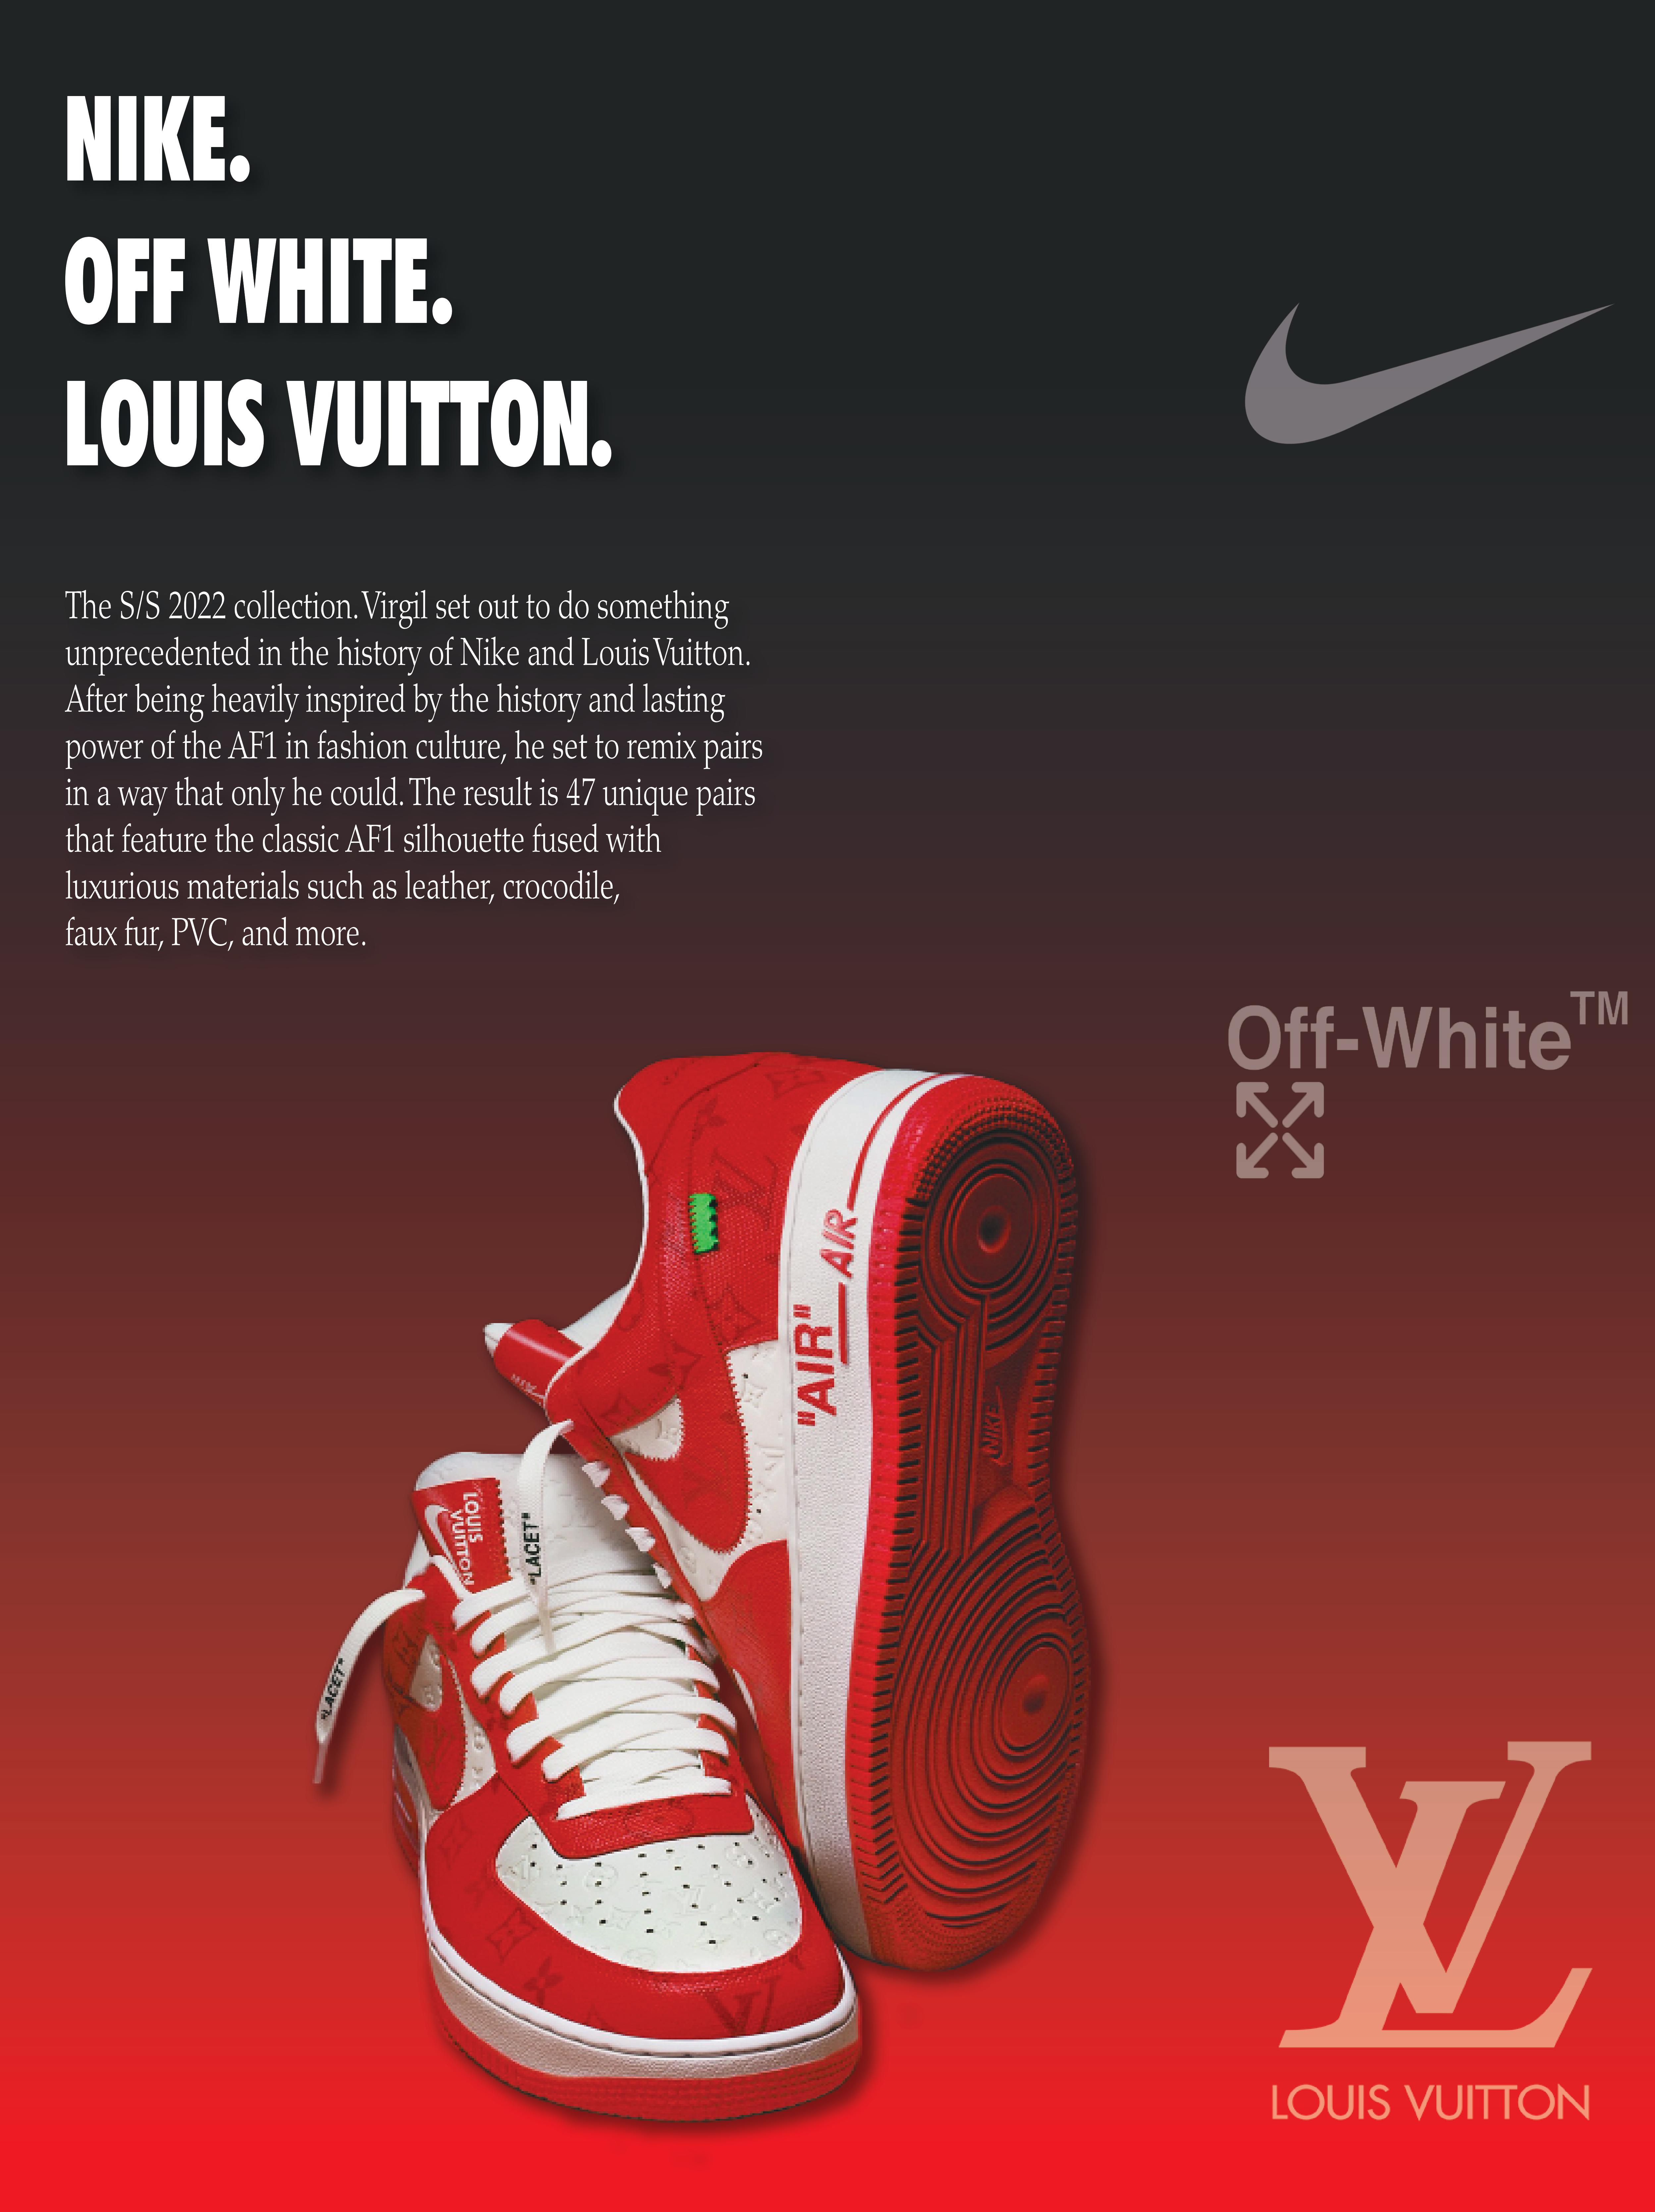 NIKE.
OFF WHITE.
LOUIS VUITTON.
The S/S 2022 collection. Virgil set out to do something
unprecedented in the history of Nike and Louis Vuitton.
After being heavily inspired by the history and lasting
power of the AF1 in fashion culture, he set to remix pairs
in a way that only he could. The result is 47 unique pairs
that feature the classic AF1 silhouette fused with
luxurious materials such as leather, crocodile,
faux fur, PVC, and more.
Off-White™
AIR
"AIR"
NIKE
LOUIS
VUITTON
"LACET"
"LACET"
LV
LOUIS VUITTON